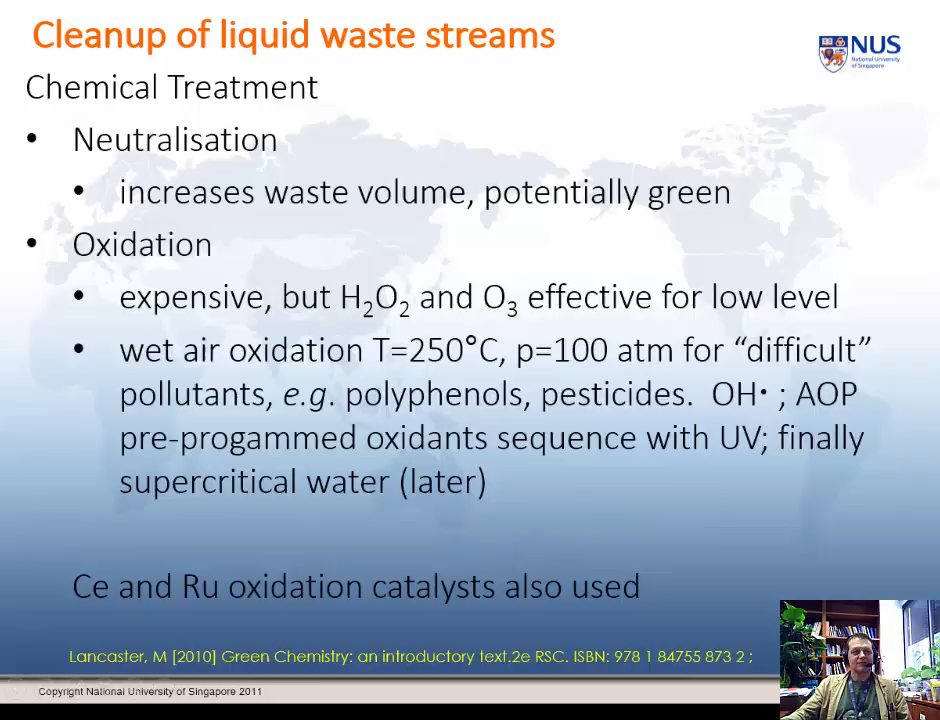 Cleanup of liquid waste streams
NUS
National University
of Singapore
Chemical Treatment
• Neutralisation
• increases waste volume, potentially green
• Oxidation
• expensive, but H₂O₂ and O₃ effective for low level
• wet air oxidation T=250°C, p=100 atm for “difficult”
pollutants, e.g. polyphenols, pesticides. OH• ; AOP
pre-progammed oxidants sequence with UV; finally
supercritical water (later)
Ce and Ru oxidation catalysts also used
Lancaster, M [2010] Green Chemistry: an introductory text.2e RSC. ISBN: 978 1 84755 873 2 ;
Copyright National University of Singapore 2011